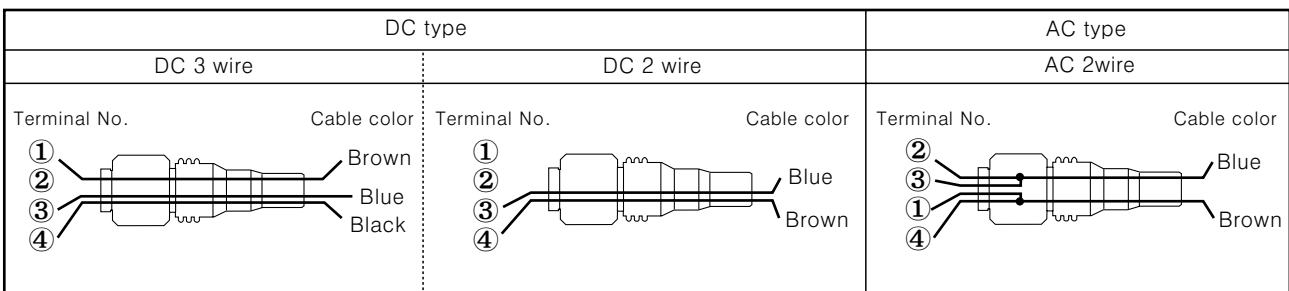 DC type
AC type
DC 3 wire
DC 2 wire
AC 2wire
Terminal No.
Cable color
①
②
③
④
Brown
Blue
Black
Terminal No.
Cable color
①
②
③
④
Blue
Brown
Terminal No.
Cable color
②
③
①
④
Blue
Brown